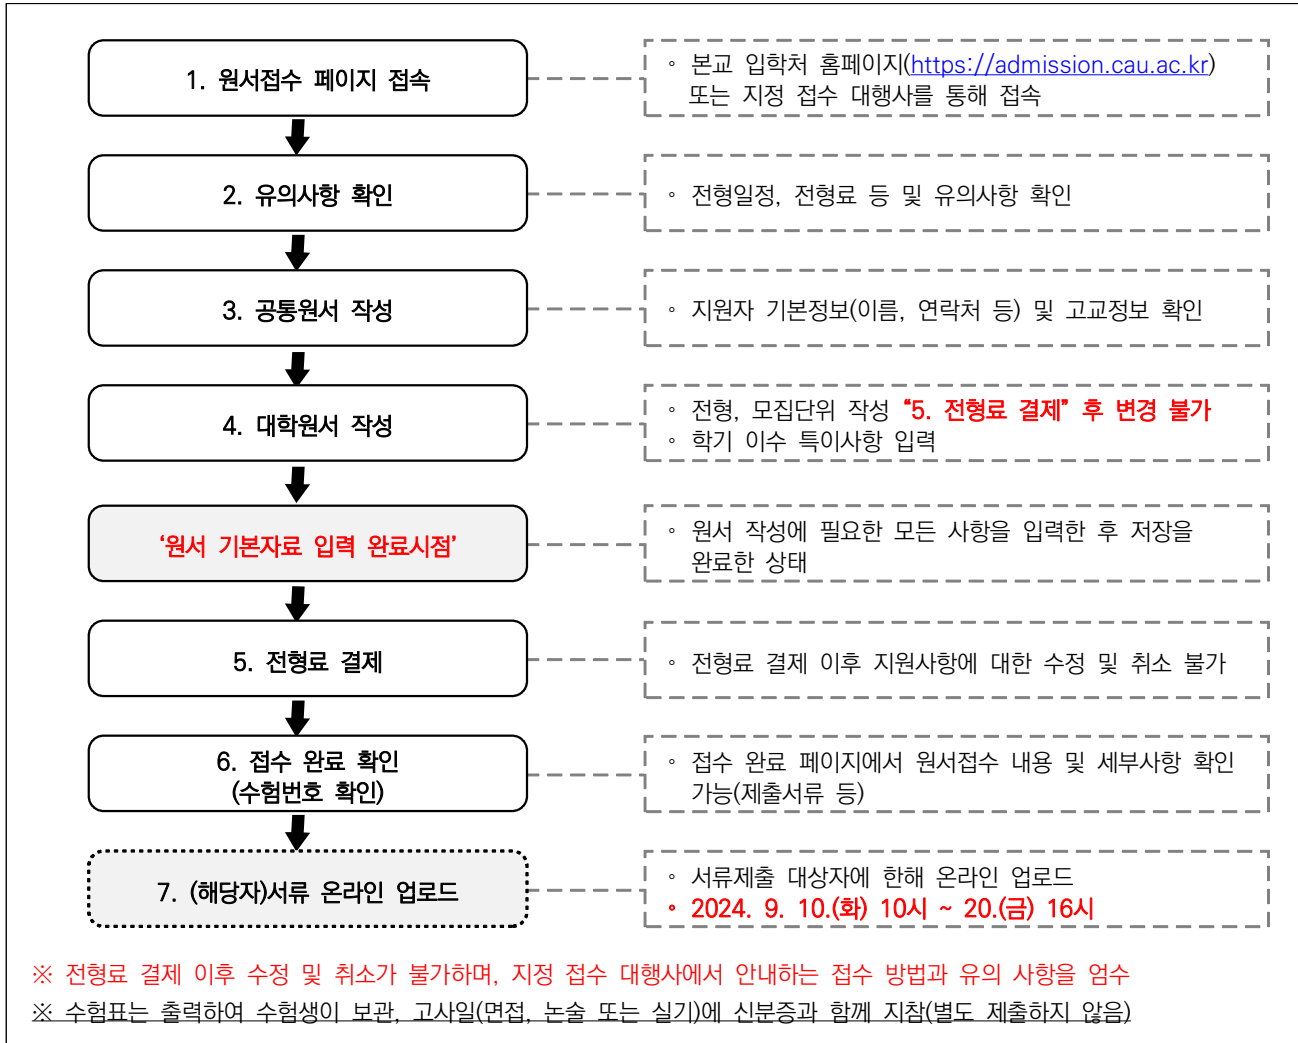 1. 원서접수 페이지 접속
◦ 본교 입학처 홈페이지(https://admission.cau.ac.kr)
또는 지정 접수 대행사를 통해 접속
2. 유의사항 확인
◦ 전형일정, 전형료 등 및 유의사항 확인
3. 공통원서 작성
◦ 지원자 기본정보(이름, 연락처 등) 및 고교정보 확인
4. 대학원서 작성
◦ 전형, 모집단위 작성 “5. 전형료 결제” 후 변경 불가
◦ 학기 이수 특이사항 입력
‘원서 기본자료 입력 완료시점’
◦ 원서 작성에 필요한 모든 사항을 입력한 후 저장을
완료한 상태
5. 전형료 결제
◦ 전형료 결제 이후 지원사항에 대한 수정 및 취소 불가
6. 접수 완료 확인
(수험번호 확인)
◦ 접수 완료 페이지에서 원서접수 내용 및 세부사항 확인
가능(제출서류 등)
7. (해당자)서류 온라인 업로드
◦ 서류제출 대상자에 한해 온라인 업로드
◦ 2024. 9. 10.(화) 10시 ~ 20.(금) 16시
※ 전형료 결제 이후 수정 및 취소가 불가하며, 지정 접수 대행사에서 안내하는 접수 방법과 유의 사항을 엄수
※ 수험표는 출력하여 수험생이 보관, 고사일(면접, 논술 또는 실기)에 신분증과 함께 지참(별도 제출하지 않음)